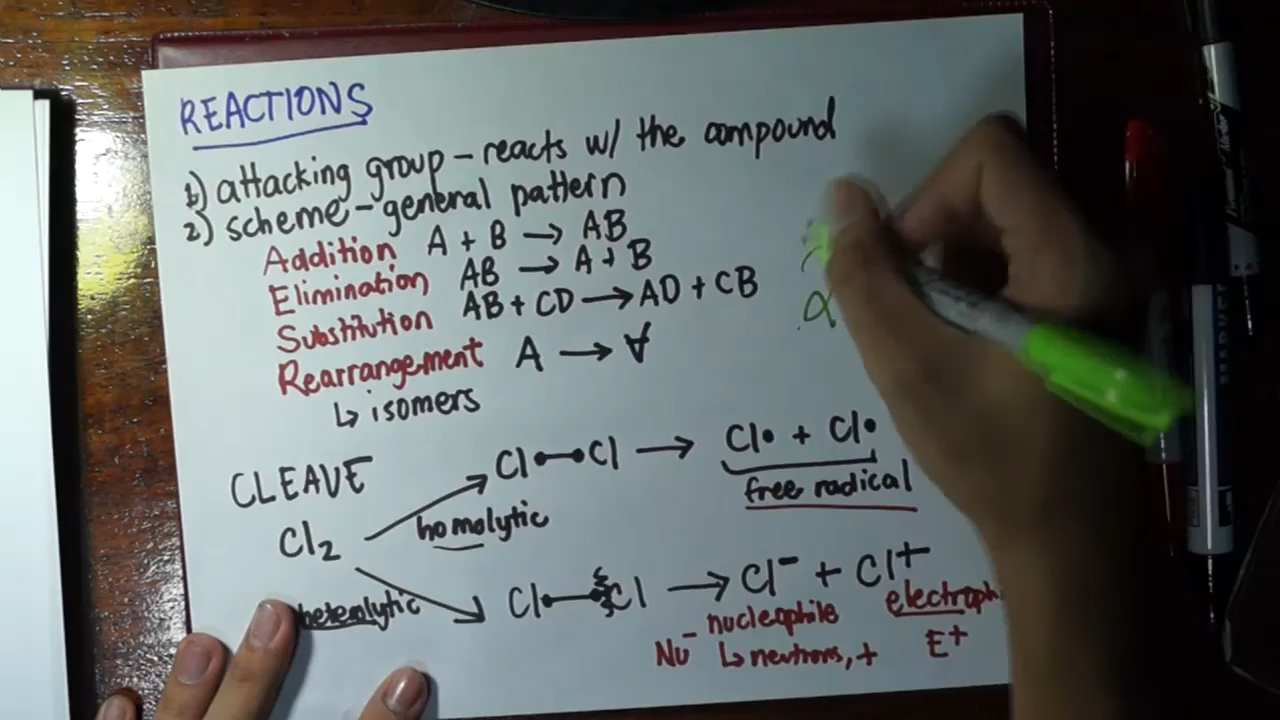 REACTIONS
1) attacking group - reacts w/ the compound
2) scheme - general pattern
Addition A + B → AB
Elimination AB → A + B
Substitution AB + CD → AD + CB
Rearrangement A → ∀
↳ isomers
CLEAVE
Cl•—•Cl → Cl• + Cl•
free radical
homolytic
Cl2
heterolytic
Cl•—•Cl → Cl⁻ + Cl+
nucleophile
Nu⁻ ↳ neutrons, +
E+
α